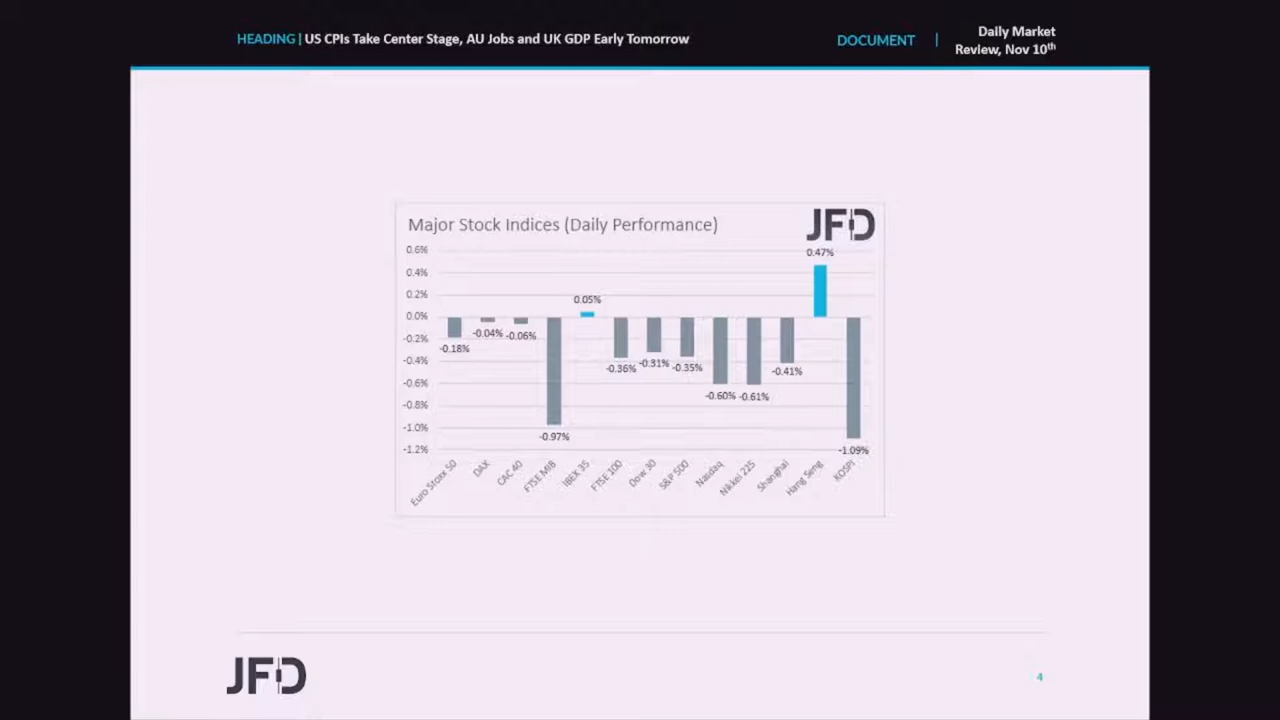 HEADING | US CPIs Take Center Stage, AU Jobs and UK GDP Early Tomorrow
DOCUMENT | Daily Market
Review, Nov 10th
Major Stock Indices (Daily Performance)
JFD
0.6%
0.4%
0.2%
0.0%
-0.2%
-0.4%
-0.6%
-0.8%
-1.0%
-1.2%
-0.18%
-0.04%
-0.06%
-0.97%
0.05%
-0.36%
-0.31%
-0.35%
-0.60%
-0.61%
-0.41%
0.47%
-1.09%
Euro Stoxx 50
DAX
CAC 40
FTSE MIB
IBEX 35
FTSE 100
Dow 30
S&P 500
Nasdaq
Nikkei 225
Shanghai
Hang Seng
KOSPI
JFD
4